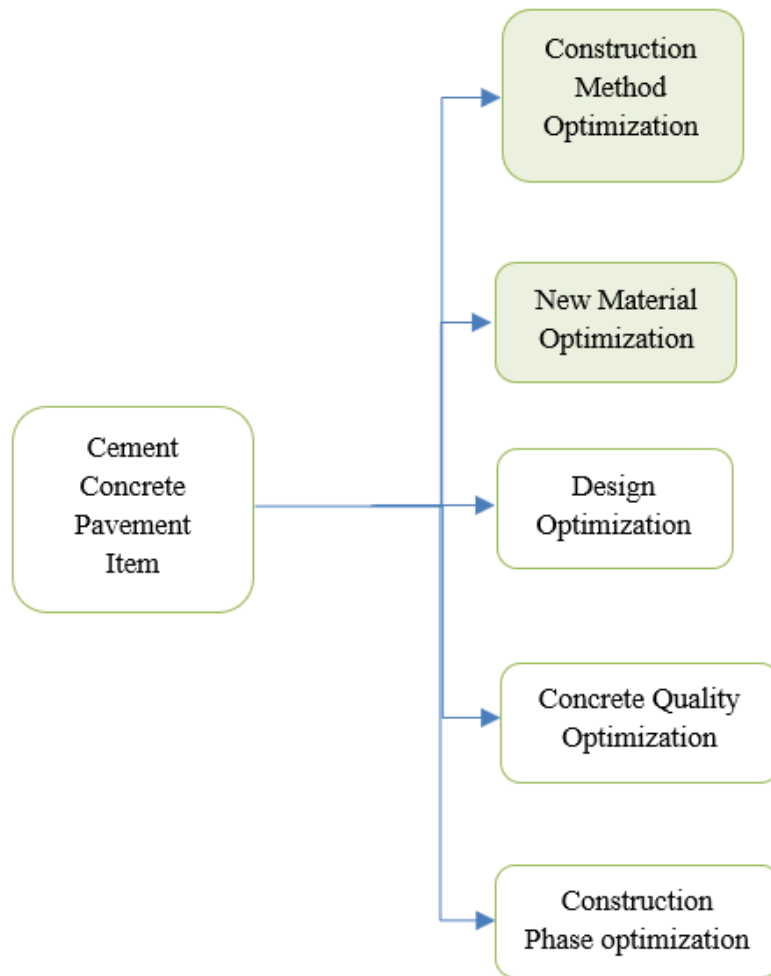 Construction
Method
Optimization
New Material
Optimization
Cement
Concrete
Pavement
Item
Design
Optimization
Concrete Quality
Optimization
Construction
Phase optimization